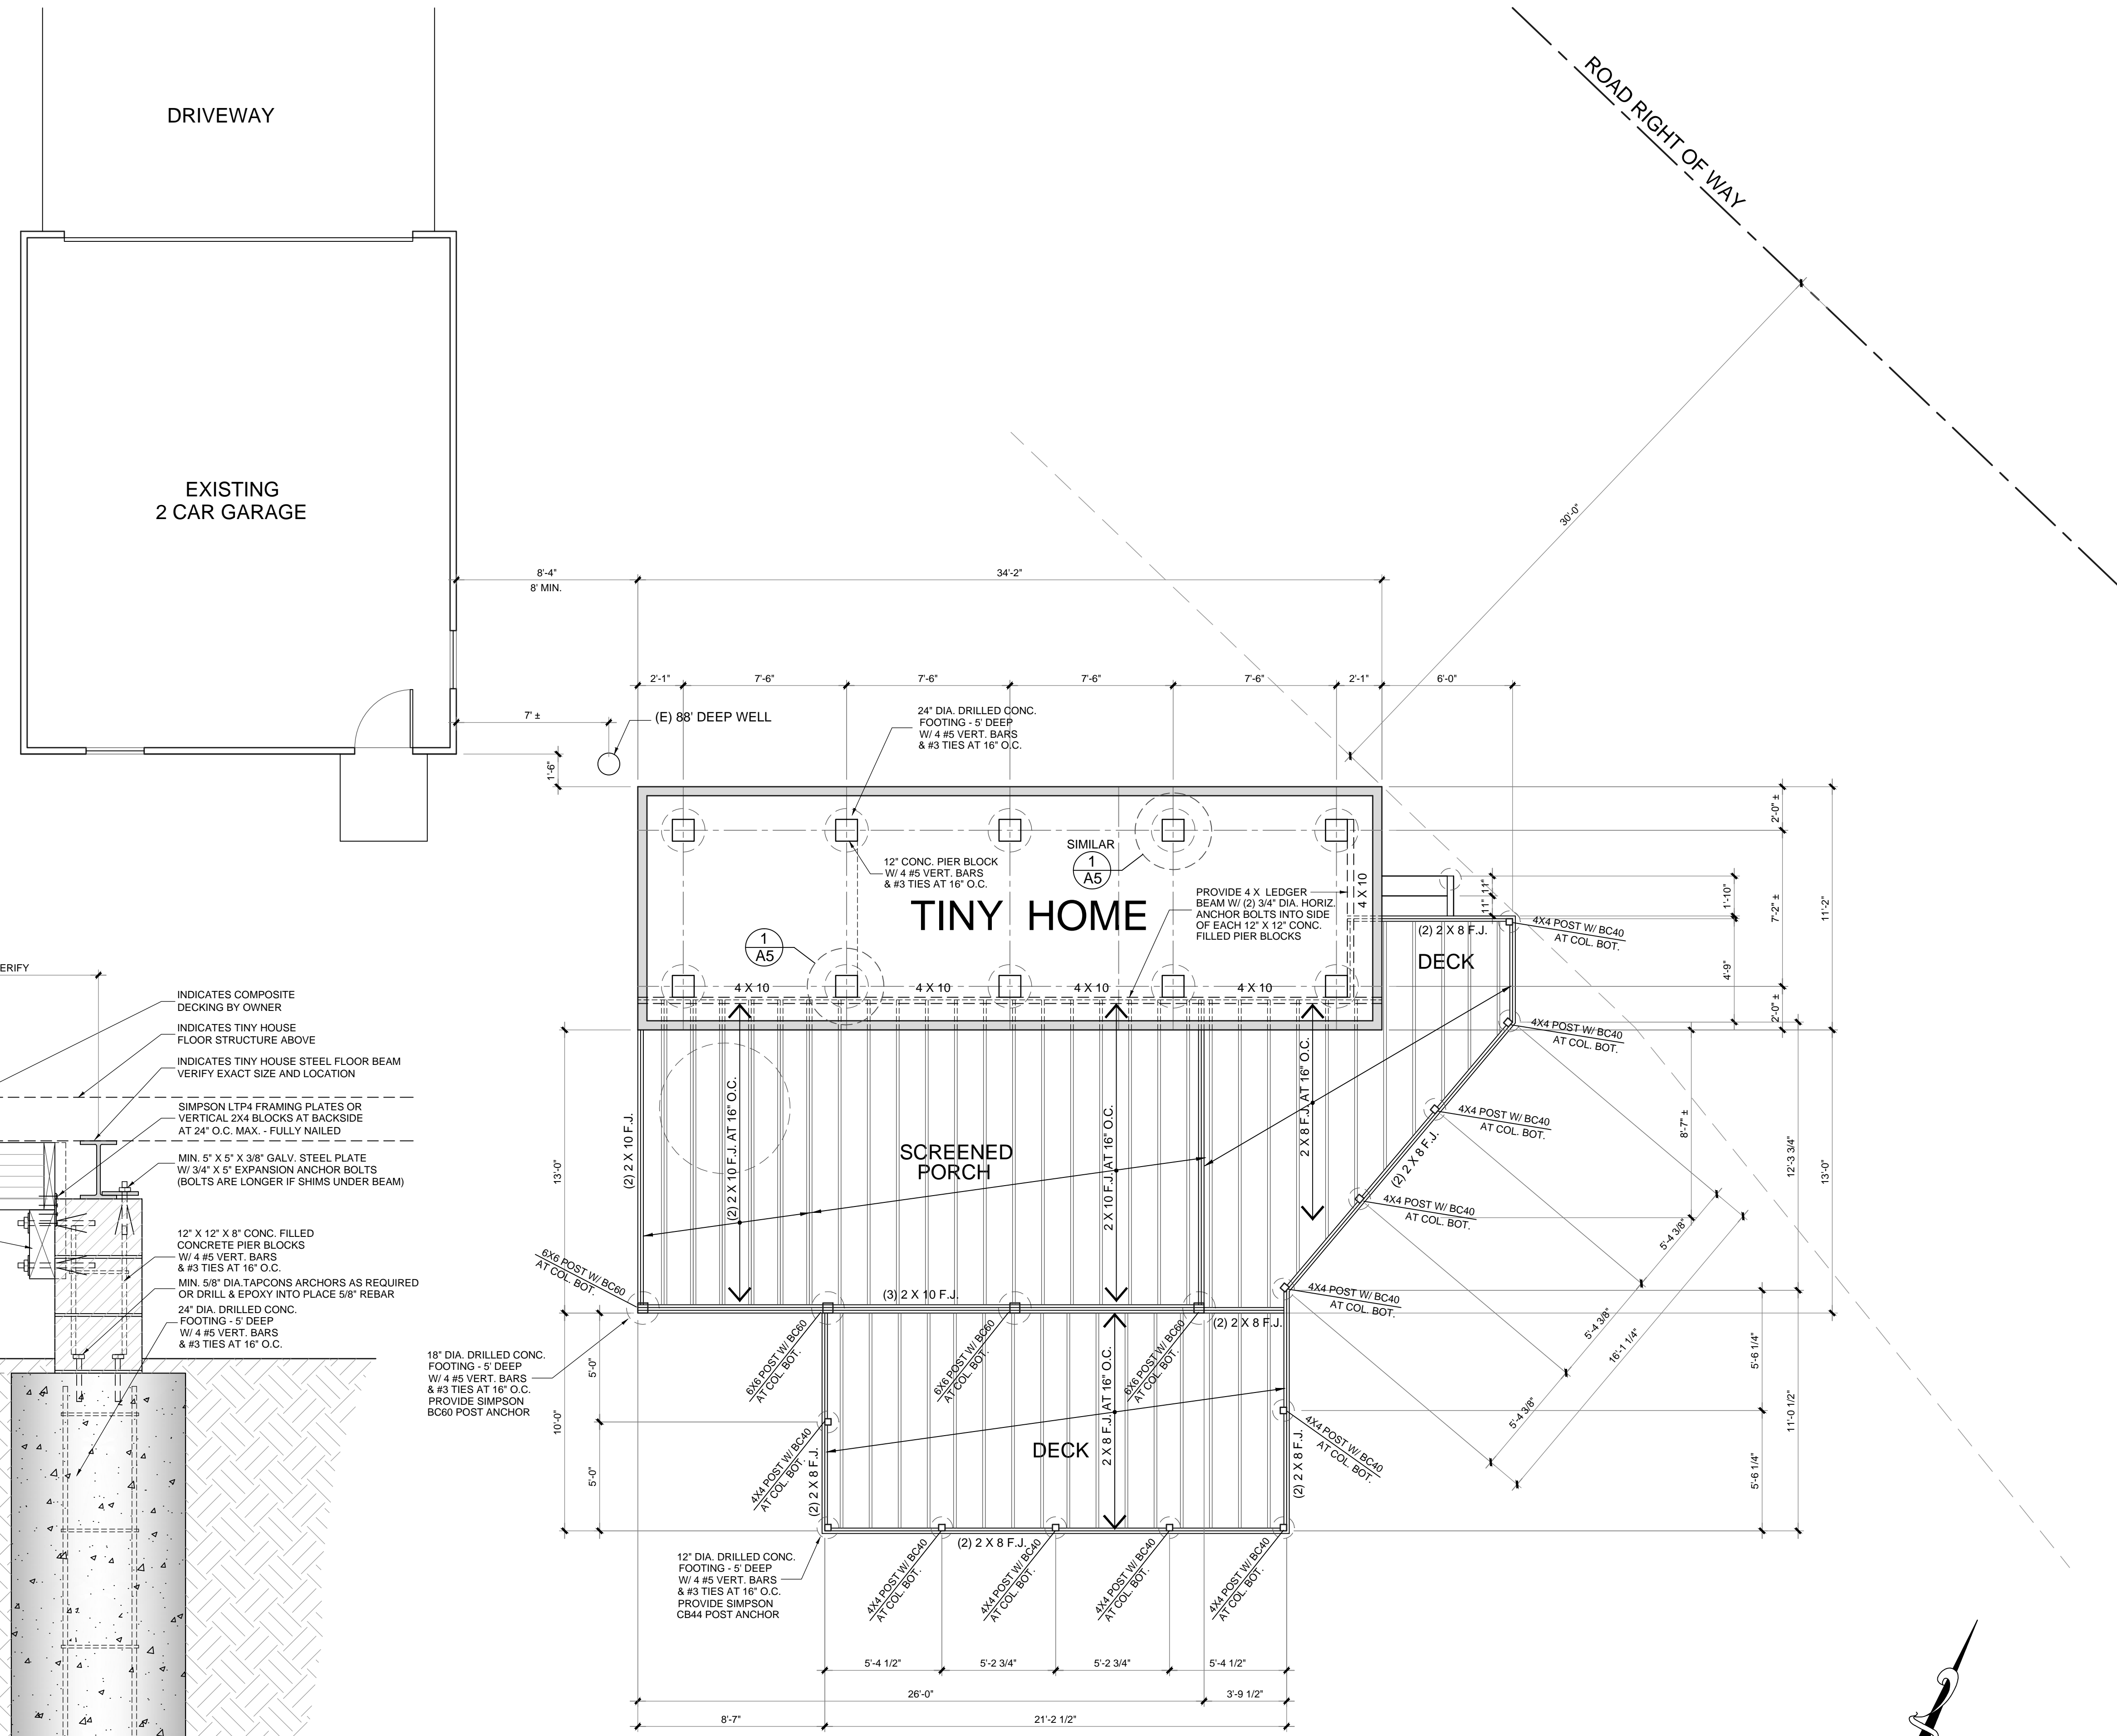 DRIVEWAY
ROAD RIGHT OF WAY
EXISTING
2 CAR GARAGE
30'-0"
8'-4"
8' MIN.
34'-2"
2'-1"
7'-6"
7'-6"
7'-6"
7'-6"
2'-1"
6'-0"
7' ±
(E) 88' DEEP WELL
1'-6"
24" DIA. DRILLED CONC.
FOOTING - 5' DEEP
W/ 4 #5 VERT. BARS
& #3 TIES AT 16" O.C.
12" CONC. PIER BLOCK
W/ 4 #5 VERT. BARS
& #3 TIES AT 16" O.C.
SIMILAR
1
A5
PROVIDE 4 X LEDGER
BEAM W/ (2) 3/4" DIA. HORIZ.
ANCHOR BOLTS INTO SIDE
OF EACH 12" X 12" CONC.
FILLED PIER BLOCKS
4 X 10
TINY HOME
1
A5
4 X 10
4 X 10
4 X 10
4 X 10
(2) 2 X 8 F.J.
DECK
4X4 POST W/ BC40
AT COL. BOT.
4X4 POST W/ BC40
AT COL. BOT.
11"
11"
1'-10"
4'-9"
2'-0" ±
7'-2" ±
2'-0" ±
11'-2"
ERIFY
INDICATES COMPOSITE
DECKING BY OWNER
INDICATES TINY HOUSE
FLOOR STRUCTURE ABOVE
INDICATES TINY HOUSE STEEL FLOOR BEAM
VERIFY EXACT SIZE AND LOCATION
SIMPSON LTP4 FRAMING PLATES OR
VERTICAL 2X4 BLOCKS AT BACKSIDE
AT 24" O.C. MAX. - FULLY NAILED
MIN. 5" X 5" X 3/8" GALV. STEEL PLATE
W/ 3/4" X 5" EXPANSION ANCHOR BOLTS
(BOLTS ARE LONGER IF SHIMS UNDER BEAM)
12" X 12" X 8" CONC. FILLED
CONCRETE PIER BLOCKS
W/ 4 #5 VERT. BARS
& #3 TIES AT 16" O.C.
MIN. 5/8" DIA.TAPCONS ARCHORS AS REQUIRED
OR DRILL & EPOXY INTO PLACE 5/8" REBAR
24" DIA. DRILLED CONC.
FOOTING - 5' DEEP
W/ 4 #5 VERT. BARS
& #3 TIES AT 16" O.C.
13'-0"
(2) 2 X 10 F.J.
(2) 2 X 10 F.J. AT 16" O.C.
SCREENED
PORCH
2 X 10 F.J. AT 16" O.C.
2 X 8 F.J. AT 16" O.C.
(2) 2 X 8 F.J.
4X4 POST W/ BC40
AT COL. BOT.
4X4 POST W/ BC40
AT COL. BOT.
4X4 POST W/ BC40
AT COL. BOT.
8'-7" ±
12'-3 3/4"
13'-0"
5'-4 3/8"
5'-4 3/8"
5'-4 3/8"
16'-1 1/4"
6X6 POST W/ BC60
AT COL. BOT.
(3) 2 X 10 F.J.
(2) 2 X 8 F.J.
6X6 POST W/ BC60
AT COL. BOT.
6X6 POST W/ BC60
AT COL. BOT.
6X6 POST W/ BC60
AT COL. BOT.
18" DIA. DRILLED CONC.
FOOTING - 5' DEEP
W/ 4 #5 VERT. BARS
& #3 TIES AT 16" O.C.
PROVIDE SIMPSON
BC60 POST ANCHOR
5'-0"
10'-0"
5'-0"
4X4 POST W/ BC40
AT COL. BOT.
(2) 2 X 8 F.J.
DECK
2 X 8 F.J. AT 16" O.C.
(2) 2 X 8 F.J.
4X4 POST W/ BC40
AT COL. BOT.
5'-6 1/4"
5'-6 1/4"
11'-0 1/2"
(2) 2 X 8 F.J.
12" DIA. DRILLED CONC.
FOOTING - 5' DEEP
W/ 4 #5 VERT. BARS
& #3 TIES AT 16" O.C.
PROVIDE SIMPSON
CB44 POST ANCHOR
4X4 POST W/ BC40
AT COL. BOT.
4X4 POST W/ BC40
AT COL. BOT.
4X4 POST W/ BC40
AT COL. BOT.
4X4 POST W/ BC40
AT COL. BOT.
5'-4 1/2"
5'-2 3/4"
5'-2 3/4"
5'-4 1/2"
26'-0"
3'-9 1/2"
8'-7"
21'-2 1/2"